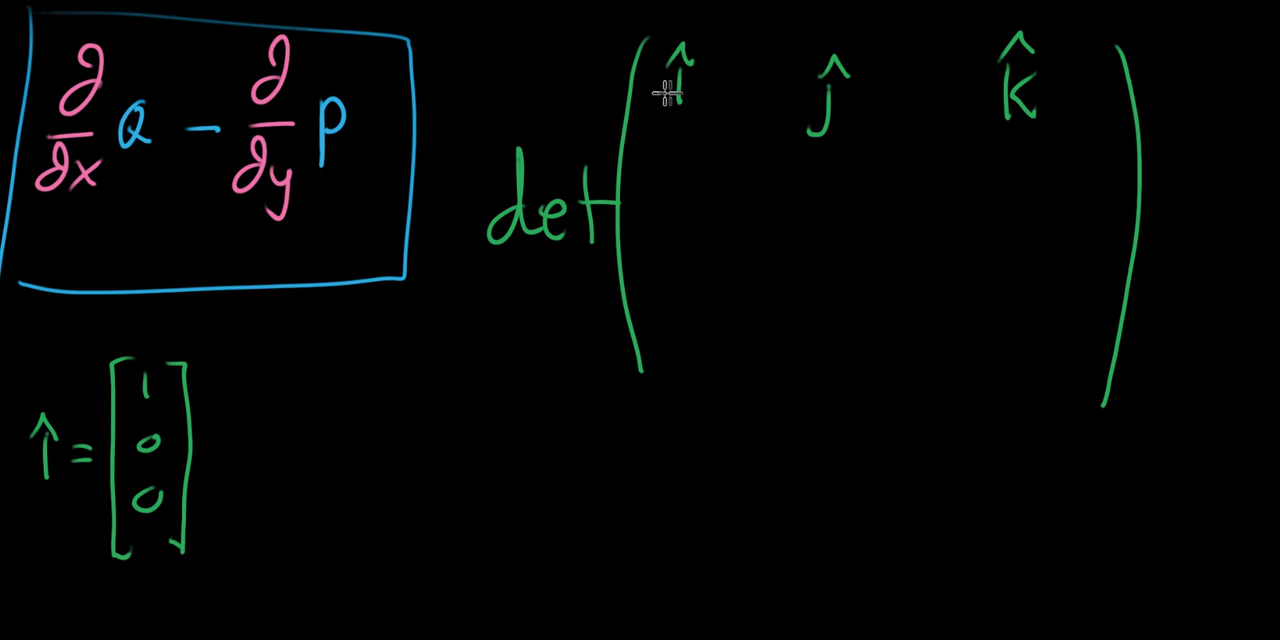 ∂/∂x Q − ∂/∂y P
det( î ĵ k̂ )
î = [1 0 0]